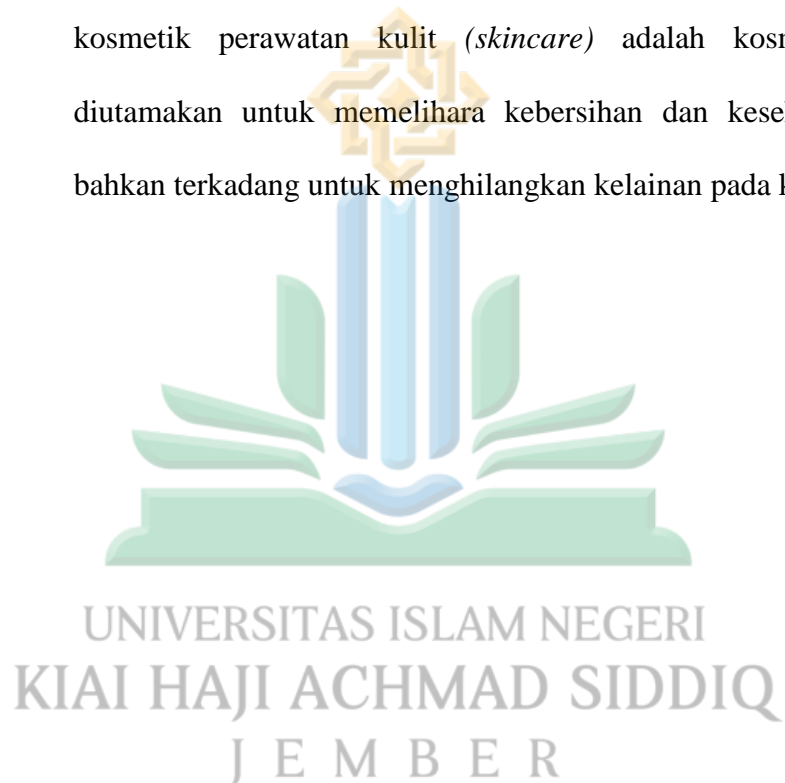 kosmetik perawatan kulit (skincare) adalah
diutamakan untuk memelihara kebersihan dan
bahkan terkadang untuk menghilangkan kelainan pada
UNIVERSITAS ISLAM NEGERI
KIAI HAJI ACHMAD SIDDIQ
JEMBER